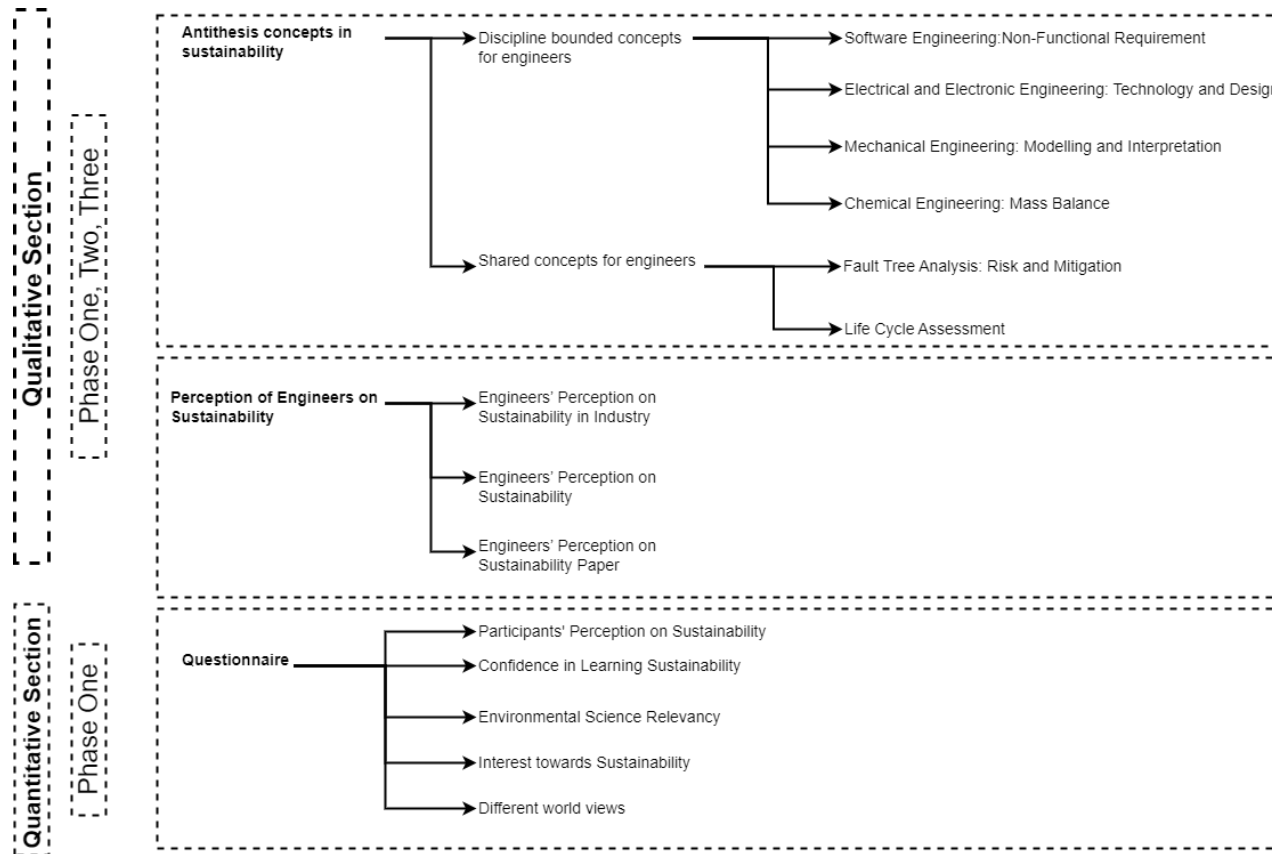 Qualitative Section
Phase One, Two, Three
Antithesis concepts in
sustainability
Discipline bounded concepts
for engineers
Software Engineering:Non-Functional Requirement
Electrical and Electronic Engineering: Technology and Design
Mechanical Engineering: Modelling and Interpretation
Chemical Engineering: Mass Balance
Shared concepts for engineers
Fault Tree Analysis: Risk and Mitigation
Life Cycle Assessment
Perception of Engineers on
Sustainability
Engineers' Perception on
Sustainability in Industry
Engineers' Perception on
Sustainability
Engineers' Perception on
Sustainability Paper
Quantitative Section
Phase One
Questionnaire
Participants' Perception on Sustainability
Confidence in Learning Sustainability
Environmental Science Relevancy
Interest towards Sustainability
Different world views